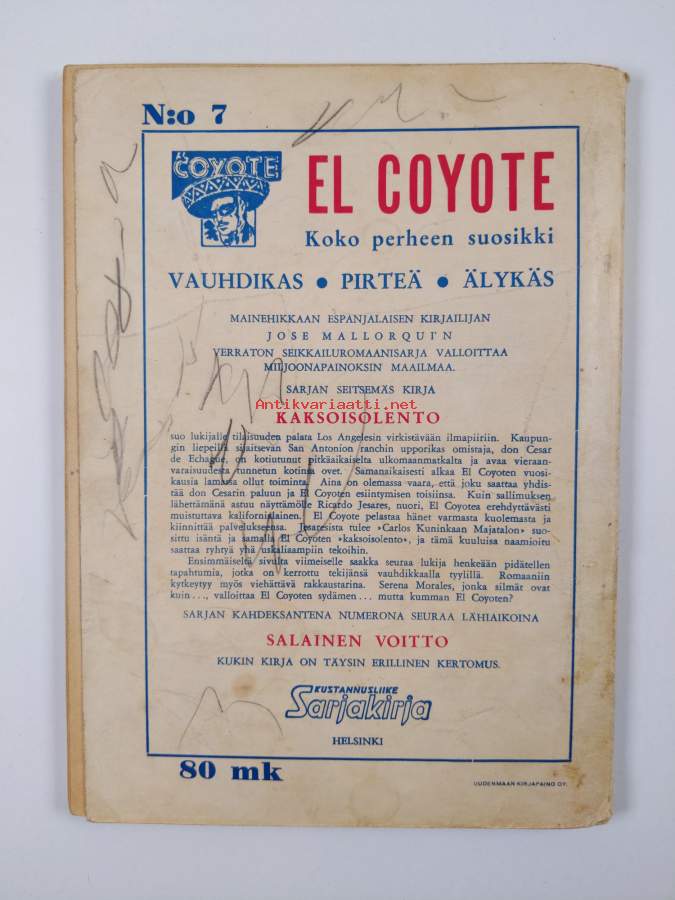 N:o 7
COYOTE
EL COYOTE
Koko perheen suosikki
VAUHDIKAS • PIRTEÄ • ÄLYKÄS
MAINEHIKKAAN ESPANJALAISEN KIRJAILIJAN
JOSE MALLORQUI'N
VERRATON SEIKKAILUROMAANISARJA VALLOITTAA
MILJOONAPAINOKSIN MAAILMAA.
SARJAN SEITSEMÄS KIRJA
Antikvariaatti.net
KAKSOISOLENTO
suo lukijalle tilaisuuden palata Los Angelesin virkistävään ilmapiiriin. Kaupun-
gin liepeillä sijaitsevan San Antonion ranchin upporikas omistaja, don Cesar
de Echague, on kotiutunut pitkäaikaiselta ulkomaanmatkalta ja avaa vieraan-
varaisuudesta tunnetun kotinsa ovet. Samanaikaisesti alkaa El Coyoten vuosi-
kausia lamassa ollut toiminta. Aina on olemassa vaara, että joku saattaa yhdis-
tää don Cesarin paluun ja El Coyoten esiintymisen toisiinsa. Kuin sallimuksen
lähettämänä astuu näyttämölle Ricardo Jesares, nuori, El Coyotea erehdyttävästi
muistuttava kalifornialainen. El Coyote pelastaa hänet varmasta kuolemasta ja
kiinnittää palvelukseensa. Jesaresista tulee »Carlos Kuninkaan Majatalon» suo-
sittu isäntä ja samalla El Coyoten »kaksoisolento», ja tämä kuuluisa naamioitu
saattaa ryhtyä yhä uskaliaampiin tekoihin.
Ensimmäiseltä sivulta viimeiselle saakka seuraa lukija henkeään pidätellen
tapahtumia, jotka on kerrottu tekijänsä vauhdikkaalla tyylillä. Romaaniin
kytkeytyy myös viehättävä rakkaustarina. Serena Morales, jonka silmät ovat
kuin . . ., valloittaa El Coyoten sydämen . . . mutta kumman El Coyoten?
SARJAN KAHDEKSANTENA NUMERONA SEURAA LÄHIAIKOINA
SALAINEN VOITTO
KUKIN KIRJA ON TÄYSIN ERILLINEN KERTOMUS.
KUSTANNUSLIIKE
Sarjakirja
HELSINKI
80 mk
UUDENMAAN KIRJAPAINO OY.